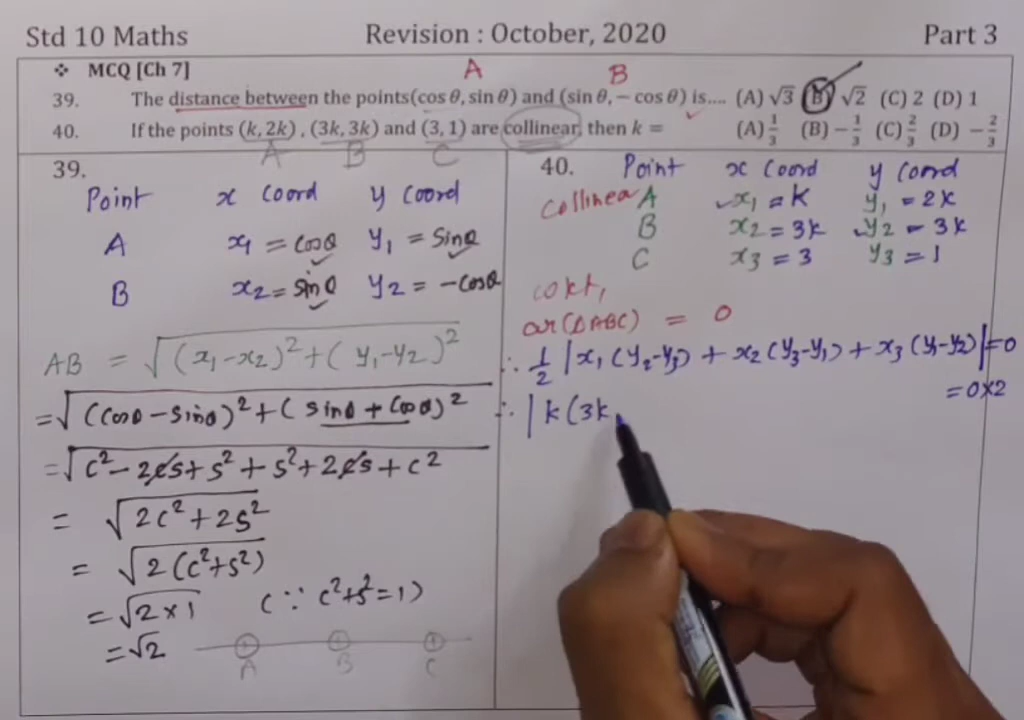 Std 10 Maths Revision : October, 2020 Part 3
❖ MCQ [Ch 7] A B
39. The distance between the points(cos θ, sin θ) and (sin θ, − cos θ) is.... (A) √3 (B) √2 (C) 2 (D) 1
40. If the points (k, 2k) , (3k, 3k) and (3, 1) are collinear, then k = (A) 1/3 (B) − 1/3 (C) 2/3 (D) − 2/3
A B C
39.
Point x Coord y Coord
A x₁ = cosθ y₁ = Sinθ
B x₂ = sinθ y₂ = −cosθ
AB = √(x₁−x₂)² + (y₁−y₂)²
= √(cosθ − sinθ)² + (sinθ + cosθ)²
= √c² − 2cs + s² + s² + 2cs + c²
= √2c² + 2s²
= √2(c² + s²)
= √2 × 1 (∵ c² + s² = 1)
= √2
A B C
40. Point x Coord y Coord
Collinear A x₁ = k y₁ = 2k
B x₂ = 3k y₂ = 3k
C x₃ = 3 y₃ = 1
ar(ΔABC) = 0
∴ 1/2 |x₁(y₂−y₃) + x₂(y₃−y₁) + x₃(y₁−y₂)| = 0
= 0×2
∴ | k(3k